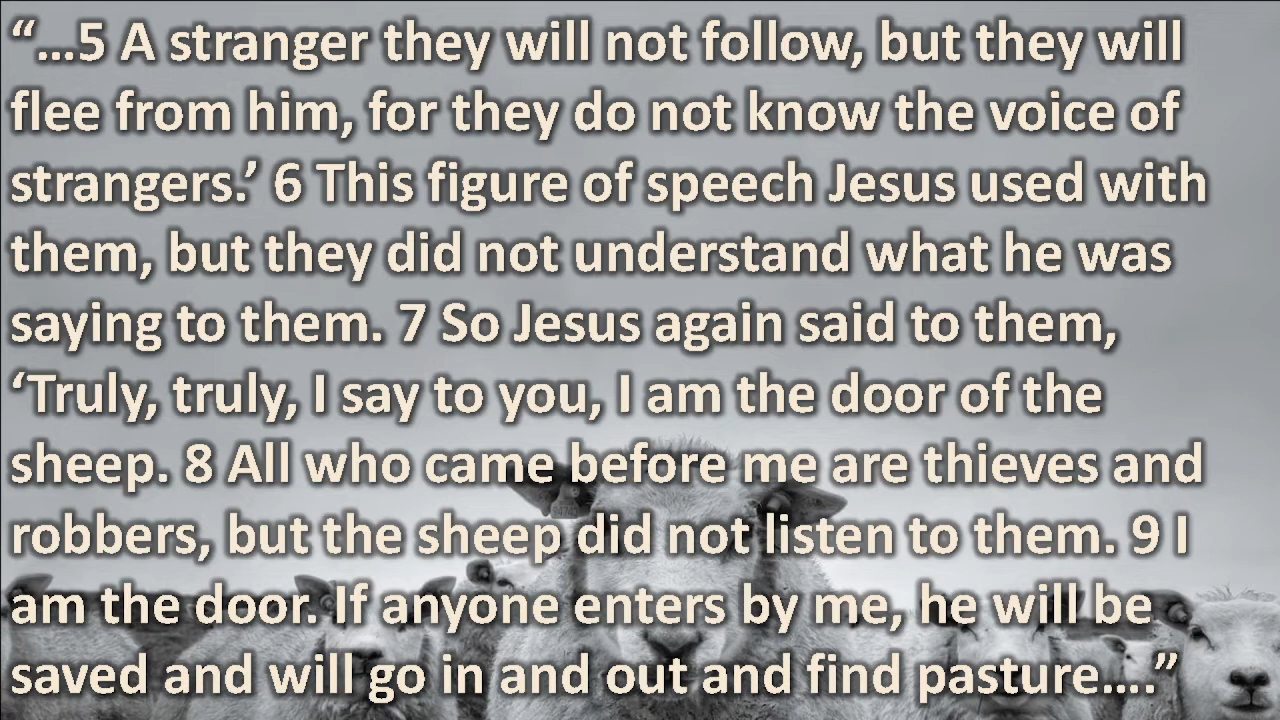 “…5 A stranger they will not follow, but they will
flee from him, for they do not know the voice of
strangers.’ 6 This figure of speech Jesus used with
them, but they did not understand what he was
saying to them. 7 So Jesus again said to them,
‘Truly, truly, I say to you, I am the door of the
sheep. 8 All who came before me are thieves and
robbers, but the sheep did not listen to them. 9 I
am the door. If anyone enters by me, he will be
saved and will go in and out and find pasture….”